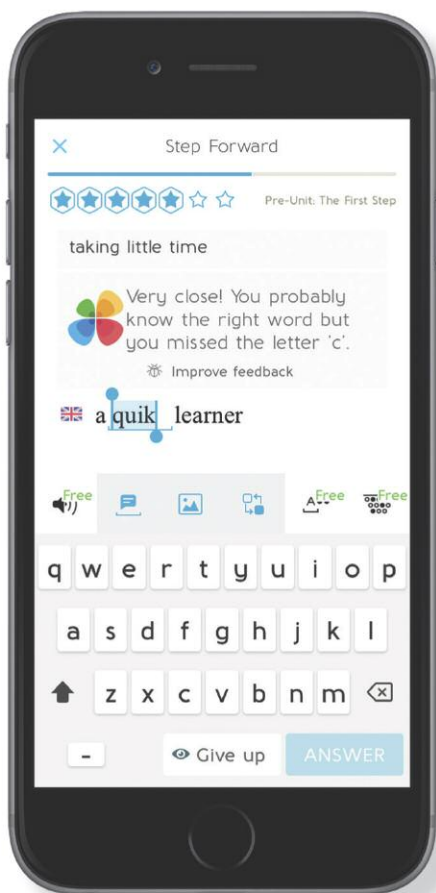 Step Forward
Pre-Unit: The First Step
taking little time
Very close! You probably
know the right word but
you missed the letter 'c'.
Improve feedback
a quik learner
Free
A Free
Free
q w e r t y u i o p
a s d f g h j k l
z x c v b n m
-
Give up
ANSWER